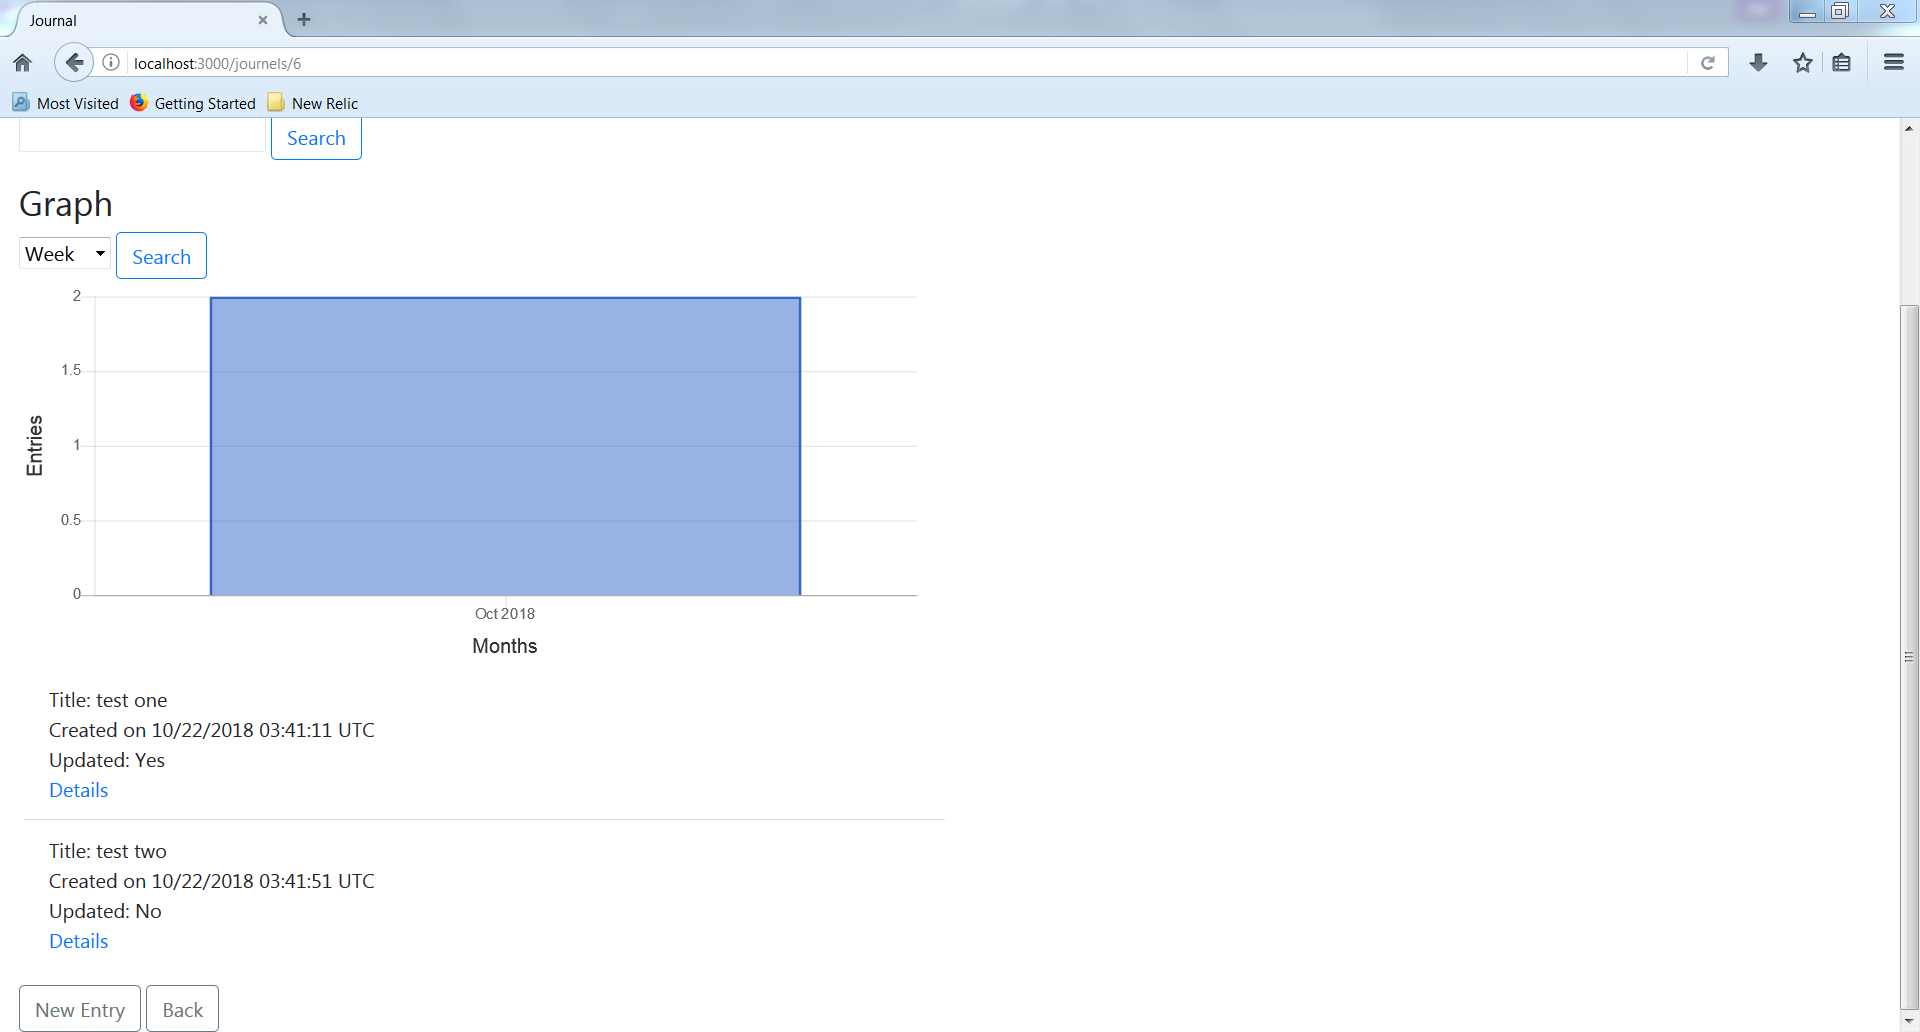 Journal
localhost:3000/journels/6
Most Visited Getting Started New Relic
Search
Graph
Week Search
2
1.5
1
0.5
0
Entries
Oct 2018
Months
Title: test one
Created on 10/22/2018 03:41:11 UTC
Updated: Yes
Details
Title: test two
Created on 10/22/2018 03:41:51 UTC
Updated: No
Details
New Entry Back